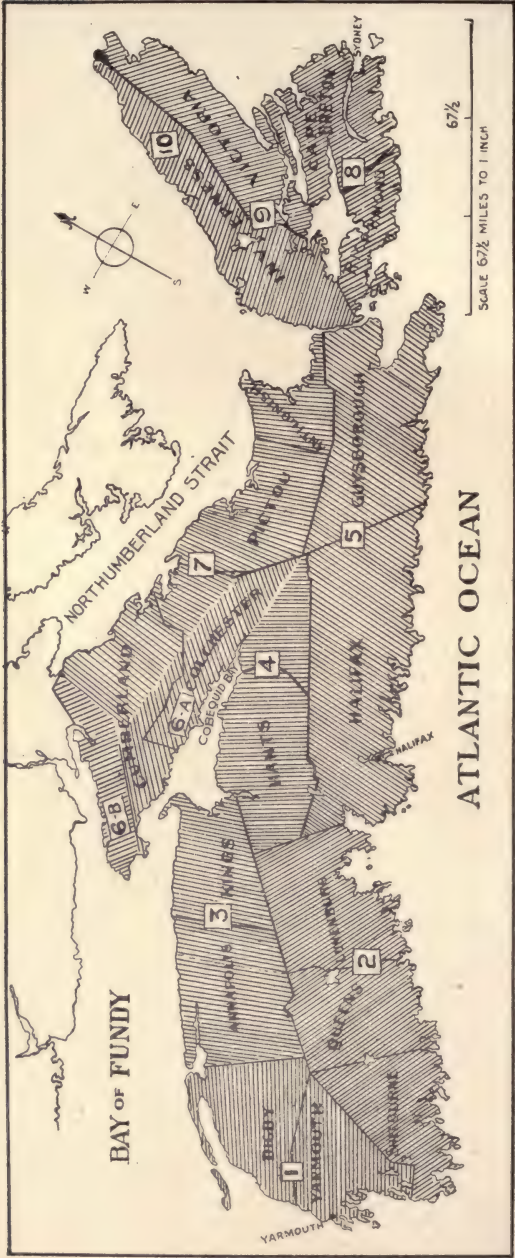 BAY OF FUNDY
NORTHUMBERLAND STRAIT
ATLANTIC OCEAN
COBEQUID BAY
YARMOUTH
HALIFAX
SYDNEY
DIGBY
1
YARMOUTH
SHELBURNE
QUEENS
2
LUNENBURG
ANNAPOLIS
3
KINGS
HANTS
4
HALIFAX
5
GUYSBOROUGH
6-B
CUMBERLAND
6-A
COLCHESTER
7
PICTOU
ANTIGONISH
INVERNESS
10
VICTORIA
9
CAPE BRETON
8
RICHMOND
N
E
S
W
67½
SCALE 67½ MILES TO 1 INCH